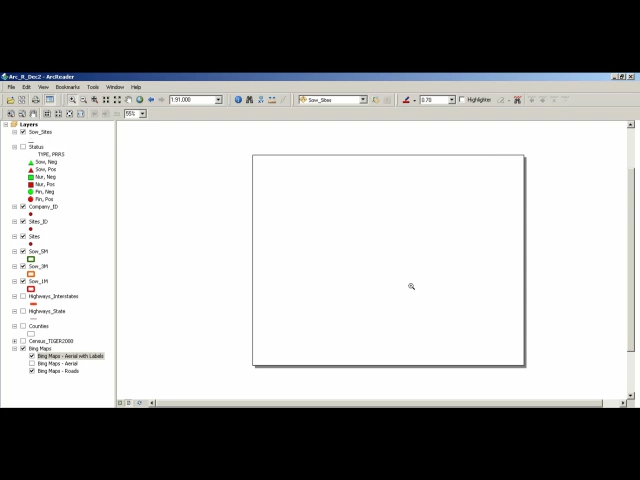 Arc_R_Dec2 - ArcReader
File Edit View Bookmarks Tools Window Help
1:91,000
Sow_Sites
0.70
Highlighter
55%
Layers
Sow_Sites
Status
TYPE, PRRS
Sow, Neg
Sow, Pos
Nur, Neg
Nur, Pos
Fin, Neg
Fin, Pos
Company_ID
Sites_ID
Sites
Sow_5M
Sow_3M
Sow_1M
Highways_Interstates
Highways_State
Counties
Census_TIGER2000
Bing Maps
Bing Maps - Aerial with Labels
Bing Maps - Aerial
Bing Maps - Roads